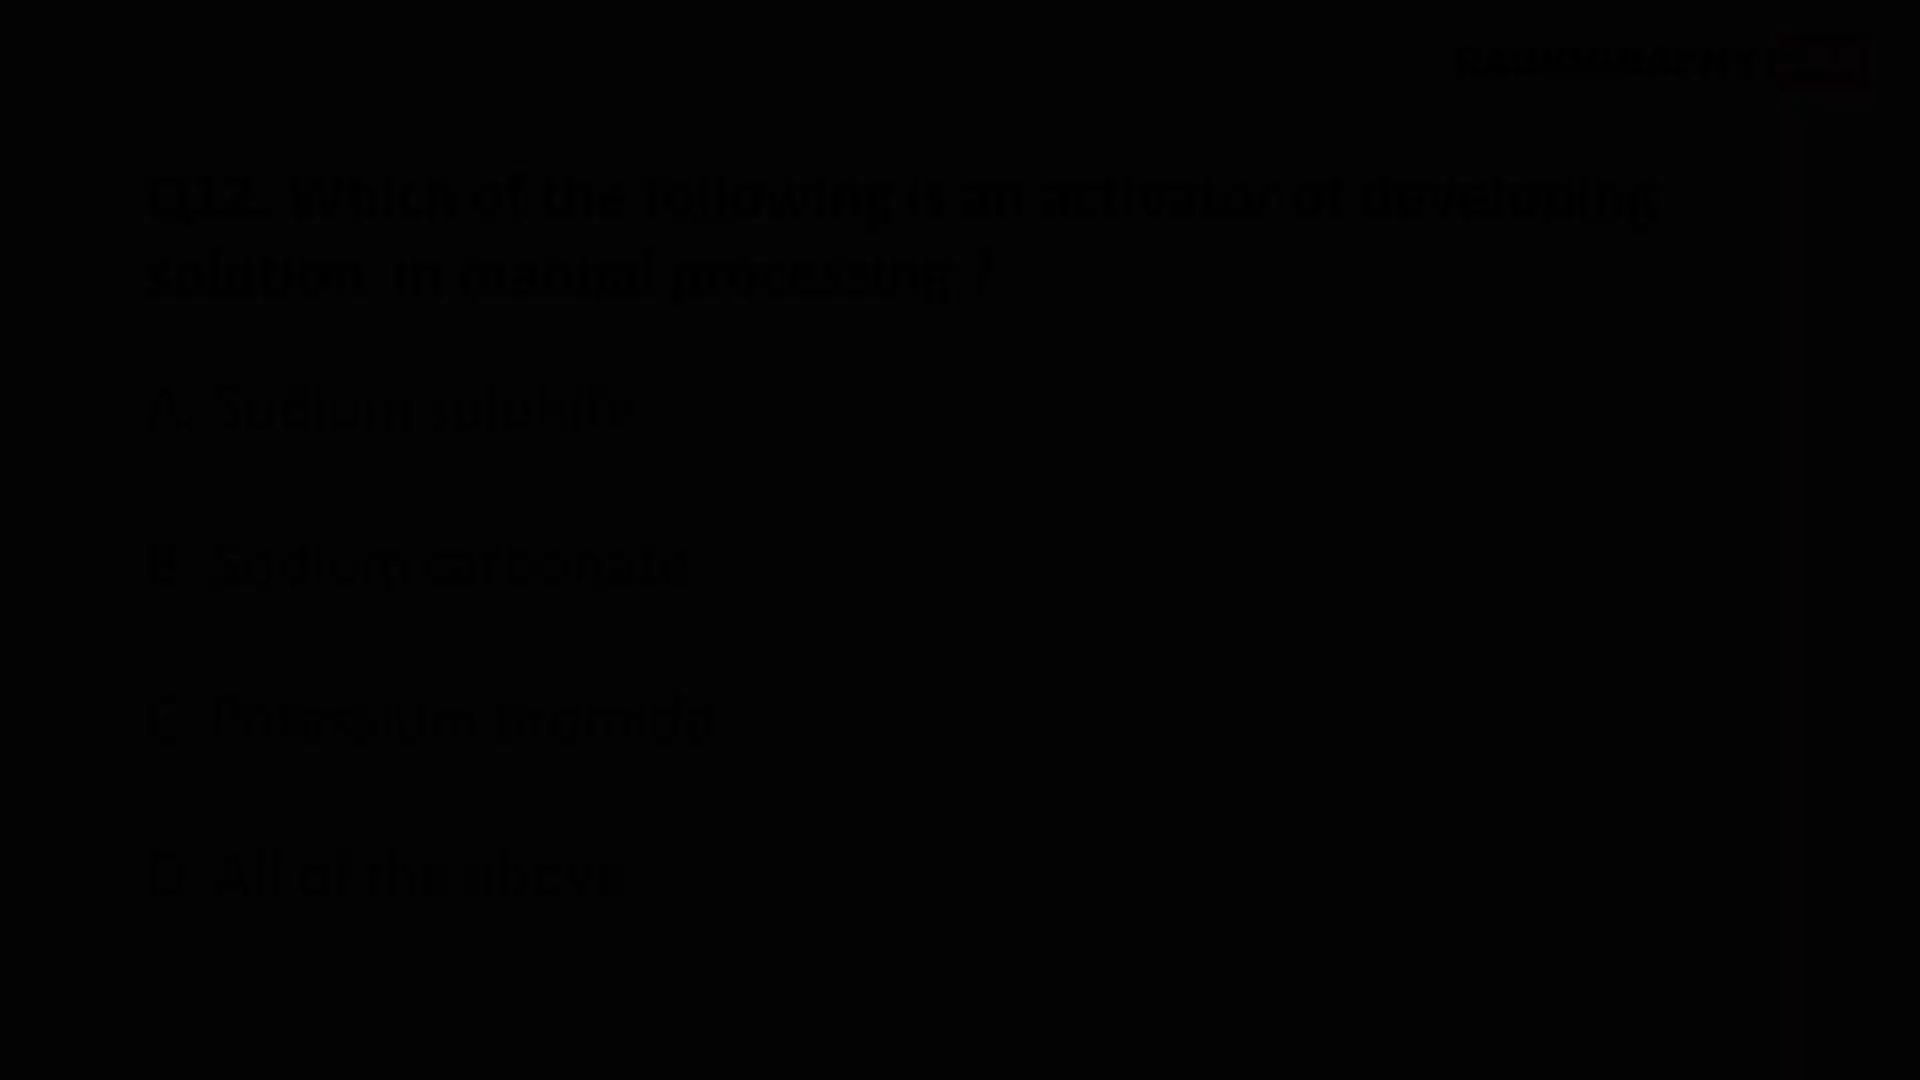 Q12. Which of the following is an activator of developing
solution in manual processing ?
A. Sodium sulphite
B. Sodium carbonate
C. Potassium bromide
D. All of the above